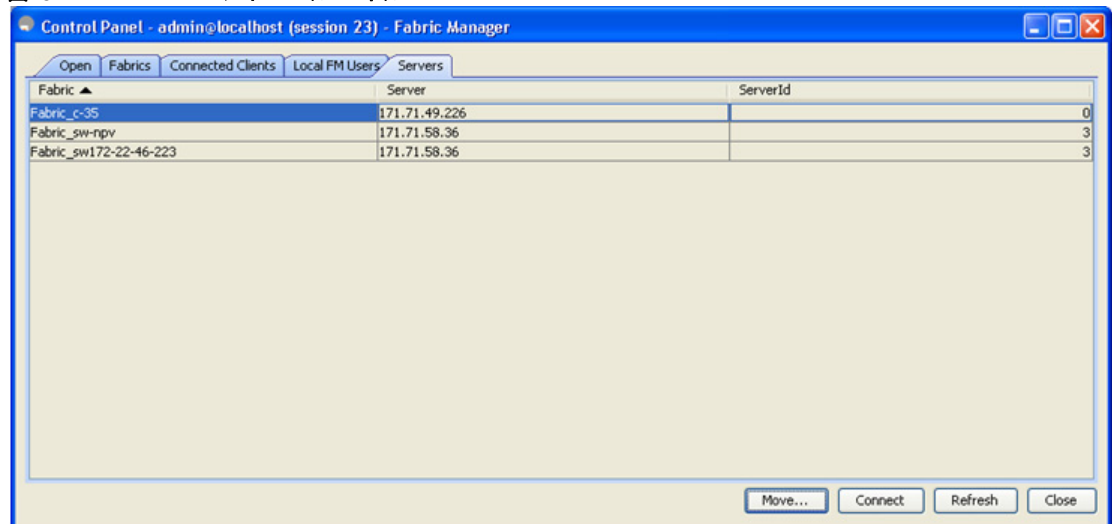 Control Panel - admin@localhost (session 23) - Fabric Manager
Open Fabrics Connected Clients Local FM Users Servers
Fabric Server ServerId
Fabric_c-35 171.71.49.226 0
Fabric_sw-npv 171.71.58.36 3
Fabric_sw172-22-46-223 171.71.58.36 3
Move... Connect Refresh Close